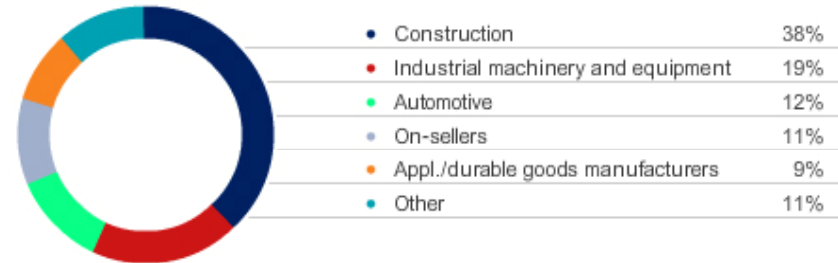 Construction 38%
Industrial machinery and equipment 19%
Automotive 12%
On-sellers 11%
Appl./durable goods manufacturers 9%
Other 11%